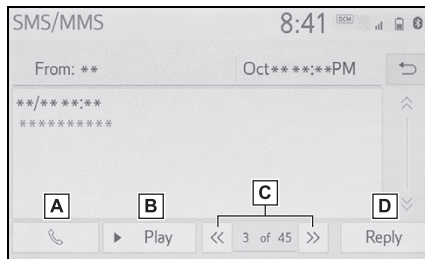 SMS/MMS 8:41 DCM
From: ** Oct** **:**PM
**/** **:**
**********
A B C D
Play << 3 of 45 >> Reply